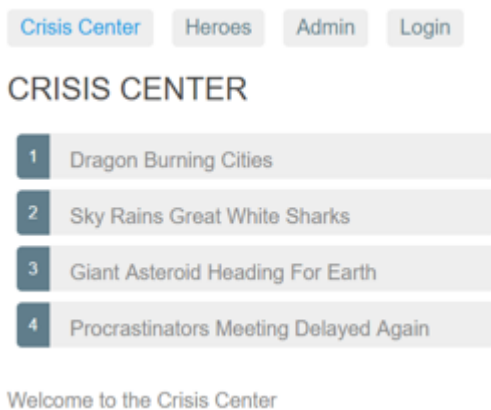 Crisis Center Heroes Admin Login
CRISIS CENTER
1 Dragon Burning Cities
2 Sky Rains Great White Sharks
3 Giant Asteroid Heading For Earth
4 Procrastinators Meeting Delayed Again
Welcome to the Crisis Center